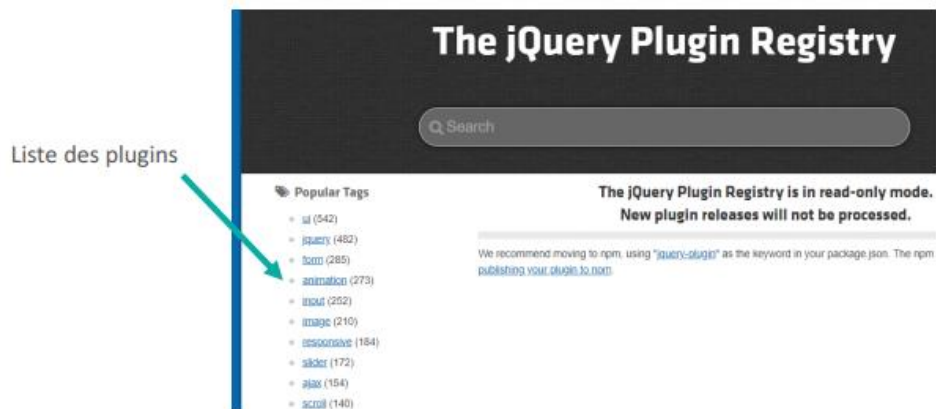 The jQuery Plugin Registry
Search
Liste des plugins
Popular Tags
ui (542)
jquery (482)
form (285)
animation (273)
input (252)
image (210)
responsive (184)
slider (172)
ajax (154)
scroll (140)
The jQuery Plugin Registry is in read-only mode.
New plugin releases will not be processed.
We recommend moving to npm, using "jquery-plugin" as the keyword in your package.json. The npm
publishing your plugin to npm.